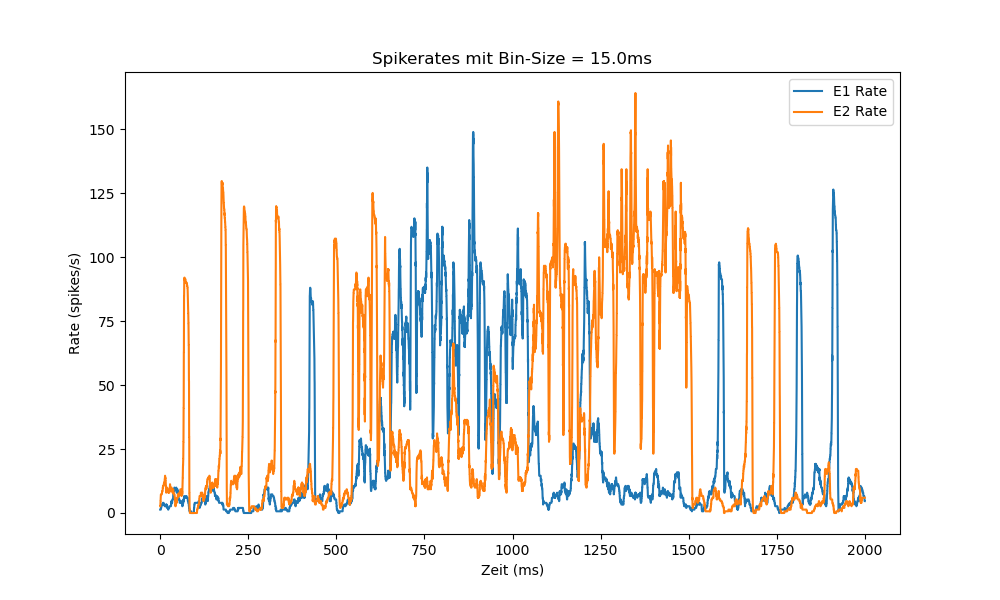 Spikerates mit Bin-Size = 15.0ms
E1 Rate
E2 Rate
Rate (spikes/s)
150
125
100
75
50
25
0
0 250 500 750 1000 1250 1500 1750 2000
Zeit (ms)